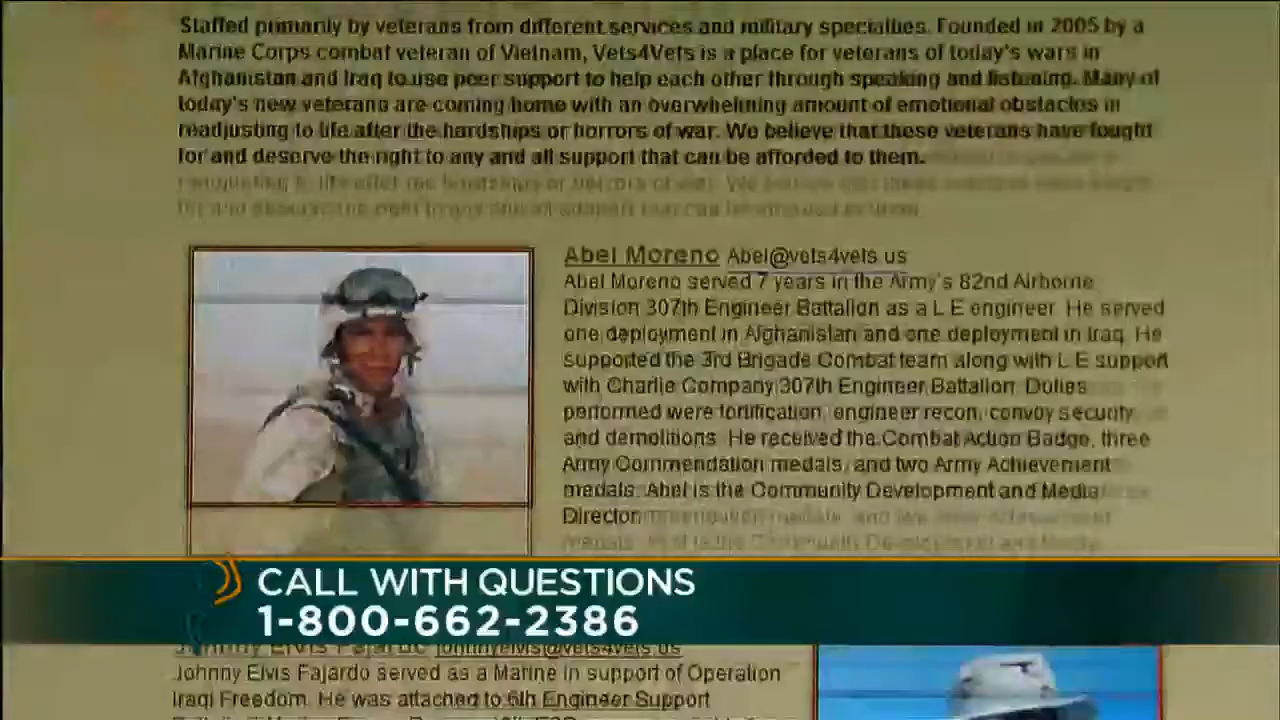 Staffed primarily by veterans from different services and military specialties. Founded in 2005 by a
Marine Corps combat veteran of Vietnam, Vets4Vets is a place for veterans of today's wars in
Afghanistan and Iraq to use peer support to help each other through speaking and listening. Many of
today's new veterans are coming home with an overwhelming amount of emotional obstacles in
readjusting to life after the hardships or horrors of war. We believe that these veterans have fought
for and deserve the right to any and all support that can be afforded to them.
Abel Moreno Abel@vets4vets us
Abel Moreno served 7 years in the Army's 82nd Airborne
Division 307th Engineer Battalion as a L E engineer. He served
one deployment in Afghanistan and one deployment in Iraq. He
supported the 3rd Brigade Combat team along with L E support
with Charlie Company 307th Engineer Battalion. Duties
performed were fortification, engineer recon, convoy security,
and demolitions. He received the Combat Action Badge, three
Army Commendation medals, and two Army Achievement
medals. Abel is the Community Development and Media
Director
CALL WITH QUESTIONS
1-800-662-2386
Johnny Elvis Fajardo johnnyelvis@vets4vets us
Johnny Elvis Fajardo served as a Marine in support of Operation
Iraqi Freedom. He was attached to 6th Engineer Support